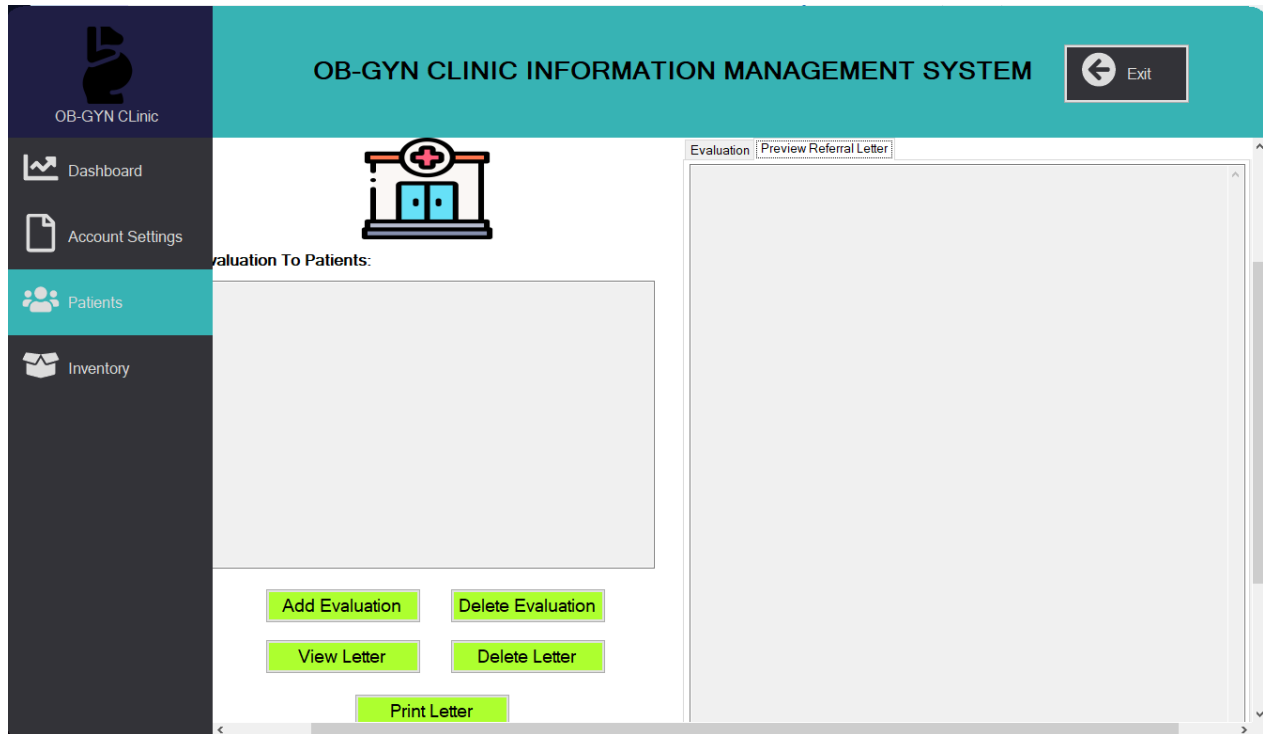 OB-GYN CLinic
OB-GYN CLINIC INFORMATION MANAGEMENT SYSTEM
Exit
Dashboard
Account Settings
Patients
Inventory
valuation To Patients:
Add Evaluation
Delete Evaluation
View Letter
Delete Letter
Print Letter
Evaluation
Preview Referral Letter